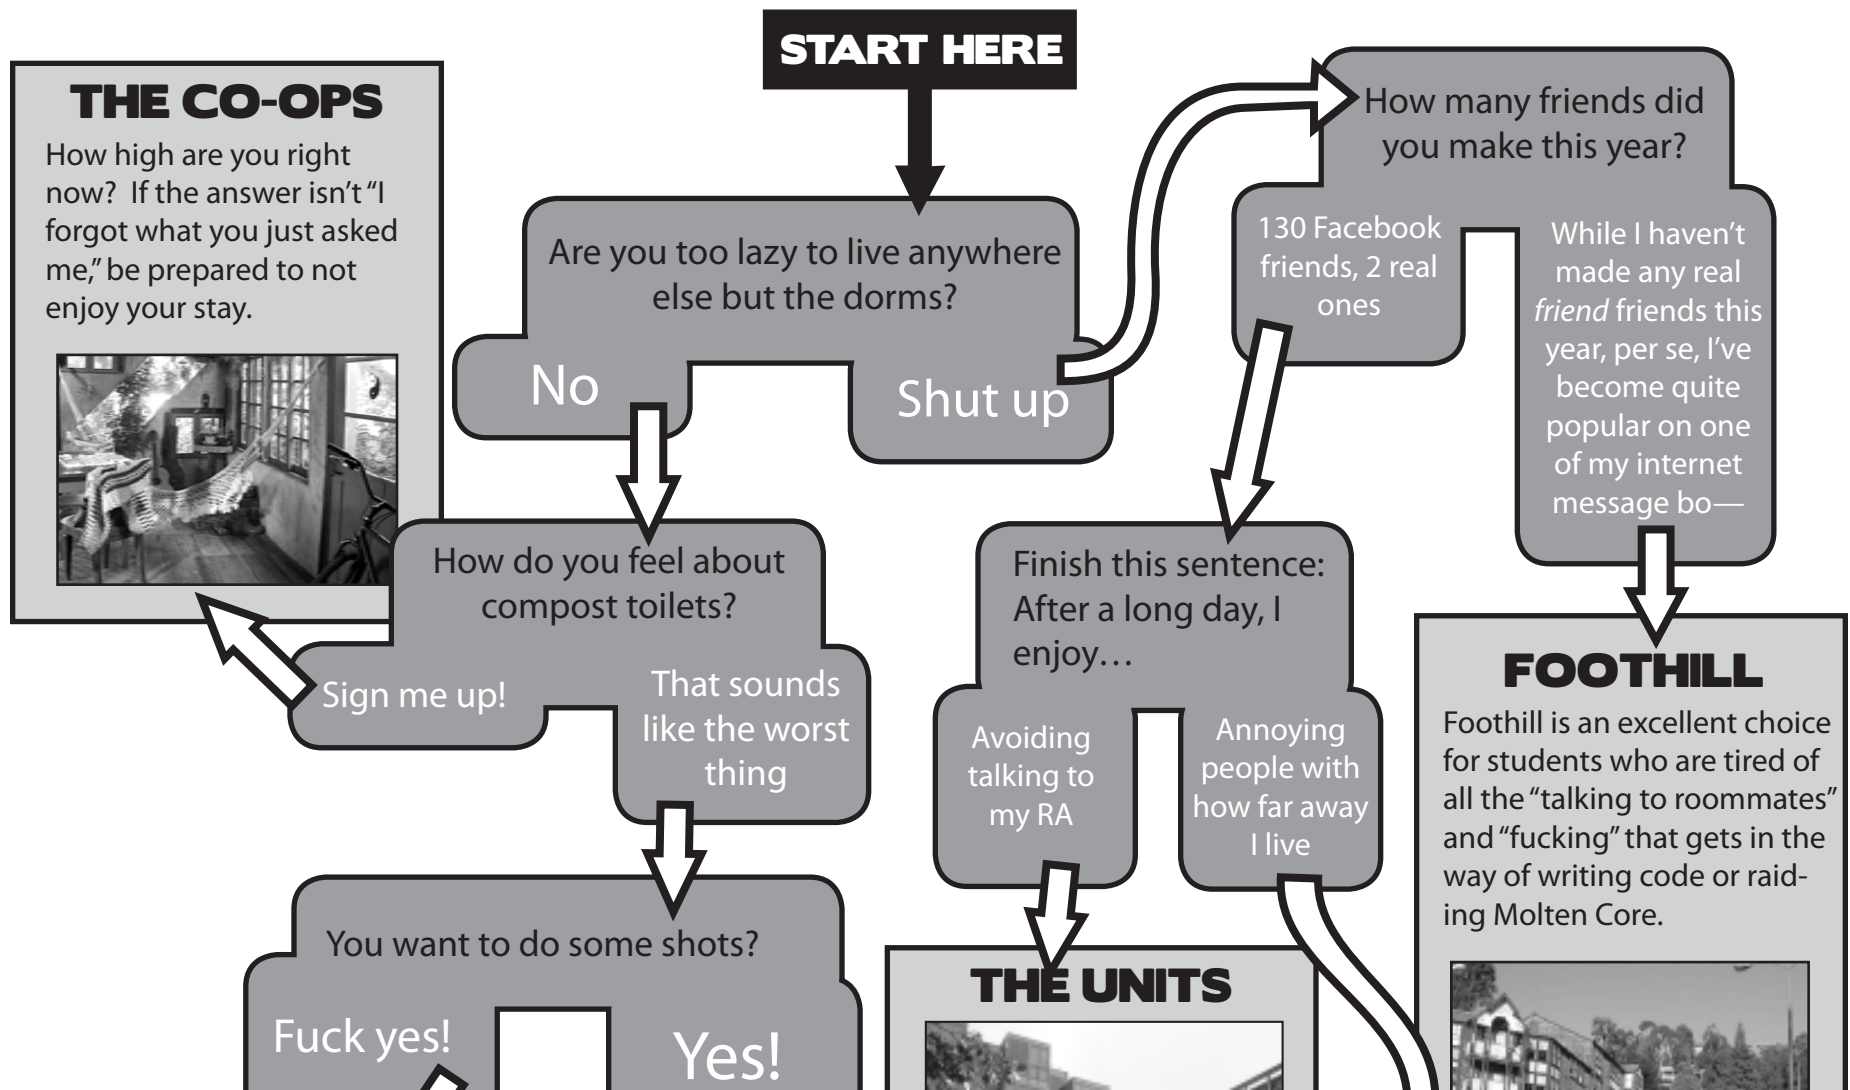 START HERE
THE CO-OPS
How high are you right
now? If the answer isn't “I
forgot what you just asked
me,” be prepared to not
enjoy your stay.
Are you too lazy to live anywhere
else but the dorms?
No
Shut up
How many friends did
you make this year?
130 Facebook
friends, 2 real
ones
While I haven't
made any real
friend friends this
year, per se, I've
become quite
popular on one
of my internet
message bo—
How do you feel about
compost toilets?
Sign me up!
That sounds
like the worst
thing
Finish this sentence:
After a long day, I
enjoy…
Avoiding
talking to
my RA
Annoying
people with
how far away
I live
FOOTHILL
Foothill is an excellent choice
for students who are tired of
all the “talking to roommates”
and “fucking” that gets in the
way of writing code or raid-
ing Molten Core.
You want to do some shots?
Fuck yes!
Yes!
THE UNITS